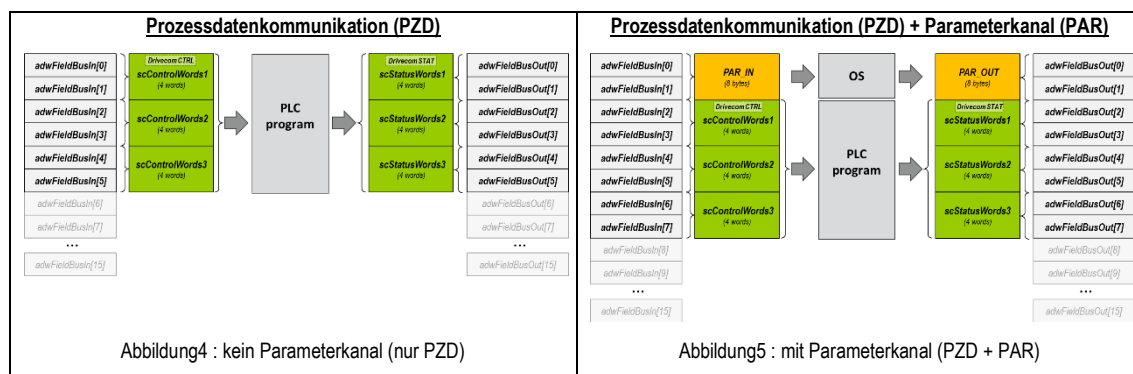 Prozessdatenkommunikation (PZD)
adwFieldBusIn[0]
adwFieldBusIn[1]
adwFieldBusIn[2]
adwFieldBusIn[3]
adwFieldBusIn[4]
adwFieldBusIn[5]
adwFieldBusIn[6]
adwFieldBusIn[7]
...
adwFieldBusIn[15]
Drivecom CTRL
scControlWords1
(4 words)
scControlWords2
(4 words)
scControlWords3
(4 words)
PLC
program
Drivecom STAT
scStatusWords1
(4 words)
scStatusWords2
(4 words)
scStatusWords3
(4 words)
adwFieldBusOut[0]
adwFieldBusOut[1]
adwFieldBusOut[2]
adwFieldBusOut[3]
adwFieldBusOut[4]
adwFieldBusOut[5]
adwFieldBusOut[6]
adwFieldBusOut[7]
...
adwFieldBusOut[15]
Abbildung4 : kein Parameterkanal (nur PZD)
Prozessdatenkommunikation (PZD) + Parameterkanal (PAR)
adwFieldBusIn[0]
adwFieldBusIn[1]
adwFieldBusIn[2]
adwFieldBusIn[3]
adwFieldBusIn[4]
adwFieldBusIn[5]
adwFieldBusIn[6]
adwFieldBusIn[7]
adwFieldBusIn[8]
adwFieldBusIn[9]
...
adwFieldBusIn[15]
PAR_IN
(8 bytes)
Drivecom CTRL
scControlWords1
(4 words)
scControlWords2
(4 words)
scControlWords3
(4 words)
OS
PLC
program
PAR_OUT
(8 bytes)
Drivecom STAT
scStatusWords1
(4 words)
scStatusWords2
(4 words)
scStatusWords3
(4 words)
adwFieldBusOut[0]
adwFieldBusOut[1]
adwFieldBusOut[2]
adwFieldBusOut[3]
adwFieldBusOut[4]
adwFieldBusOut[5]
adwFieldBusOut[6]
adwFieldBusOut[7]
adwFieldBusOut[8]
adwFieldBusOut[9]
...
adwFieldBusOut[15]
Abbildung5 : mit Parameterkanal (PZD + PAR)